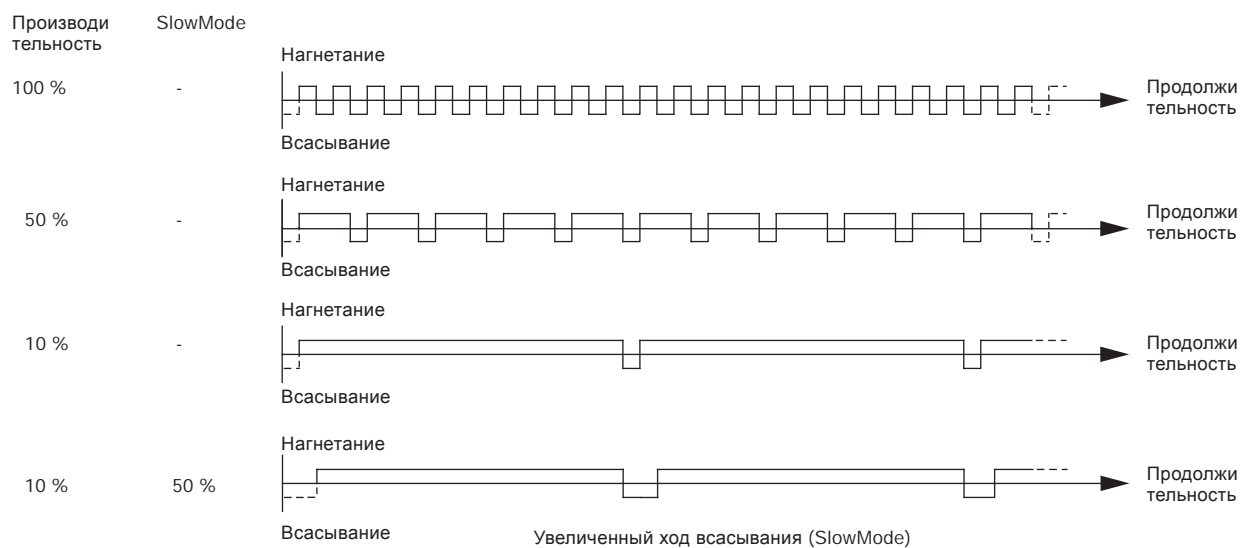 Производи
тельность
SlowMode
Нагнетание
100 %
-
Продолжи
тельность
Всасывание
Нагнетание
50 %
-
Продолжи
тельность
Всасывание
Нагнетание
10 %
-
Продолжи
тельность
Всасывание
Нагнетание
10 %
50 %
Продолжи
тельность
Всасывание
Увеличенный ход всасывания (SlowMode)